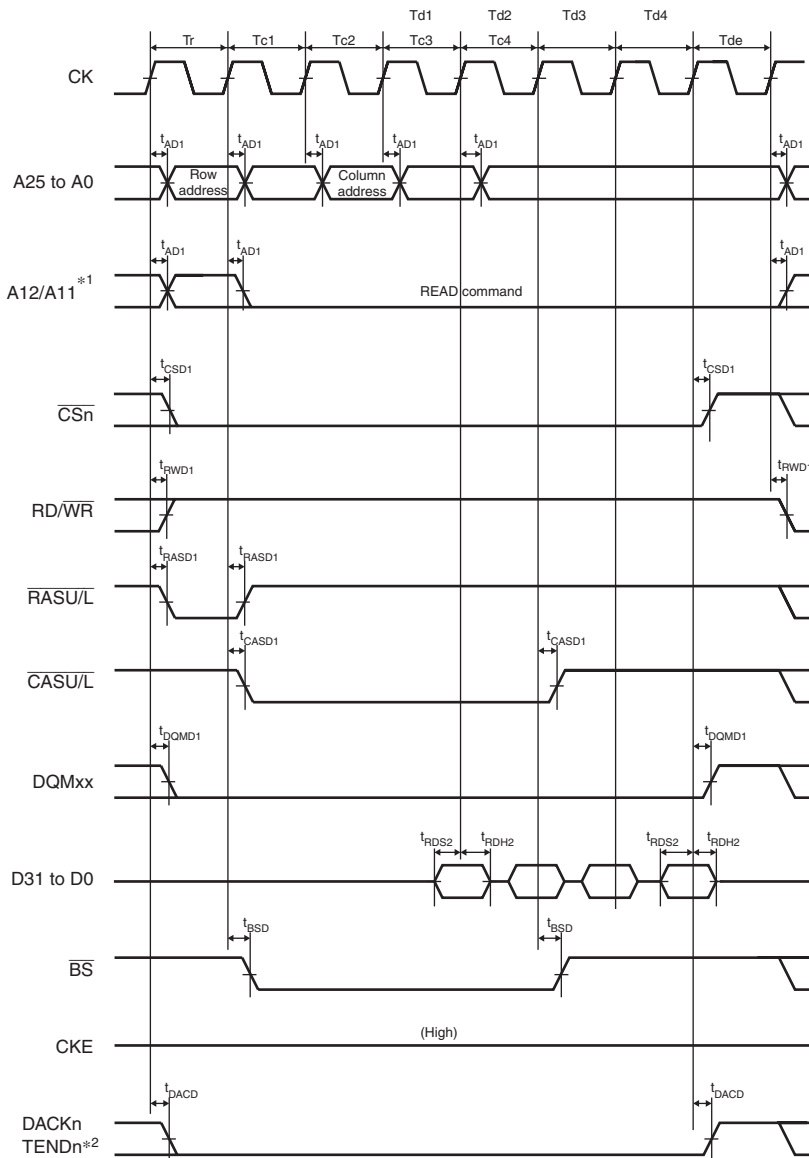 Td1 Td2 Td3 Td4
Tr Tc1 Tc2 Tc3 Tc4 Tde
CK
tAD1 tAD1 tAD1 tAD1 tAD1 tAD1
A25 to A0
Row address
Column address
tAD1 tAD1 tAD1
A12/A11*1
READ command
tCSD1 tCSD1
CSn
tRWD1 tRWD1
RD/WR
tRASD1 tRASD1
RASU/L
tCASD1 tCASD1
CASU/L
tDQMD1 tDQMD1
DQMxx
tRDS2 tRDH2 tRDS2 tRDH2
D31 to D0
tBSD tBSD
BS
(High)
CKE
tDACD tDACD
DACKn
TENDn*2